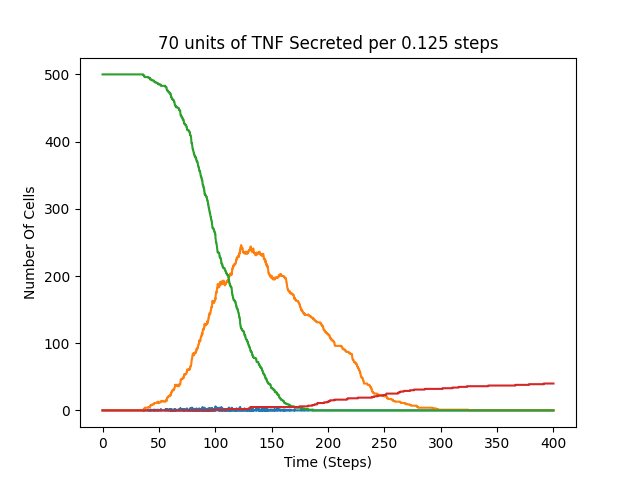 70 units of TNF Secreted per 0.125 steps
500
400
300
200
100
0
Number Of Cells
0 50 100 150 200 250 300 350 400
Time (Steps)